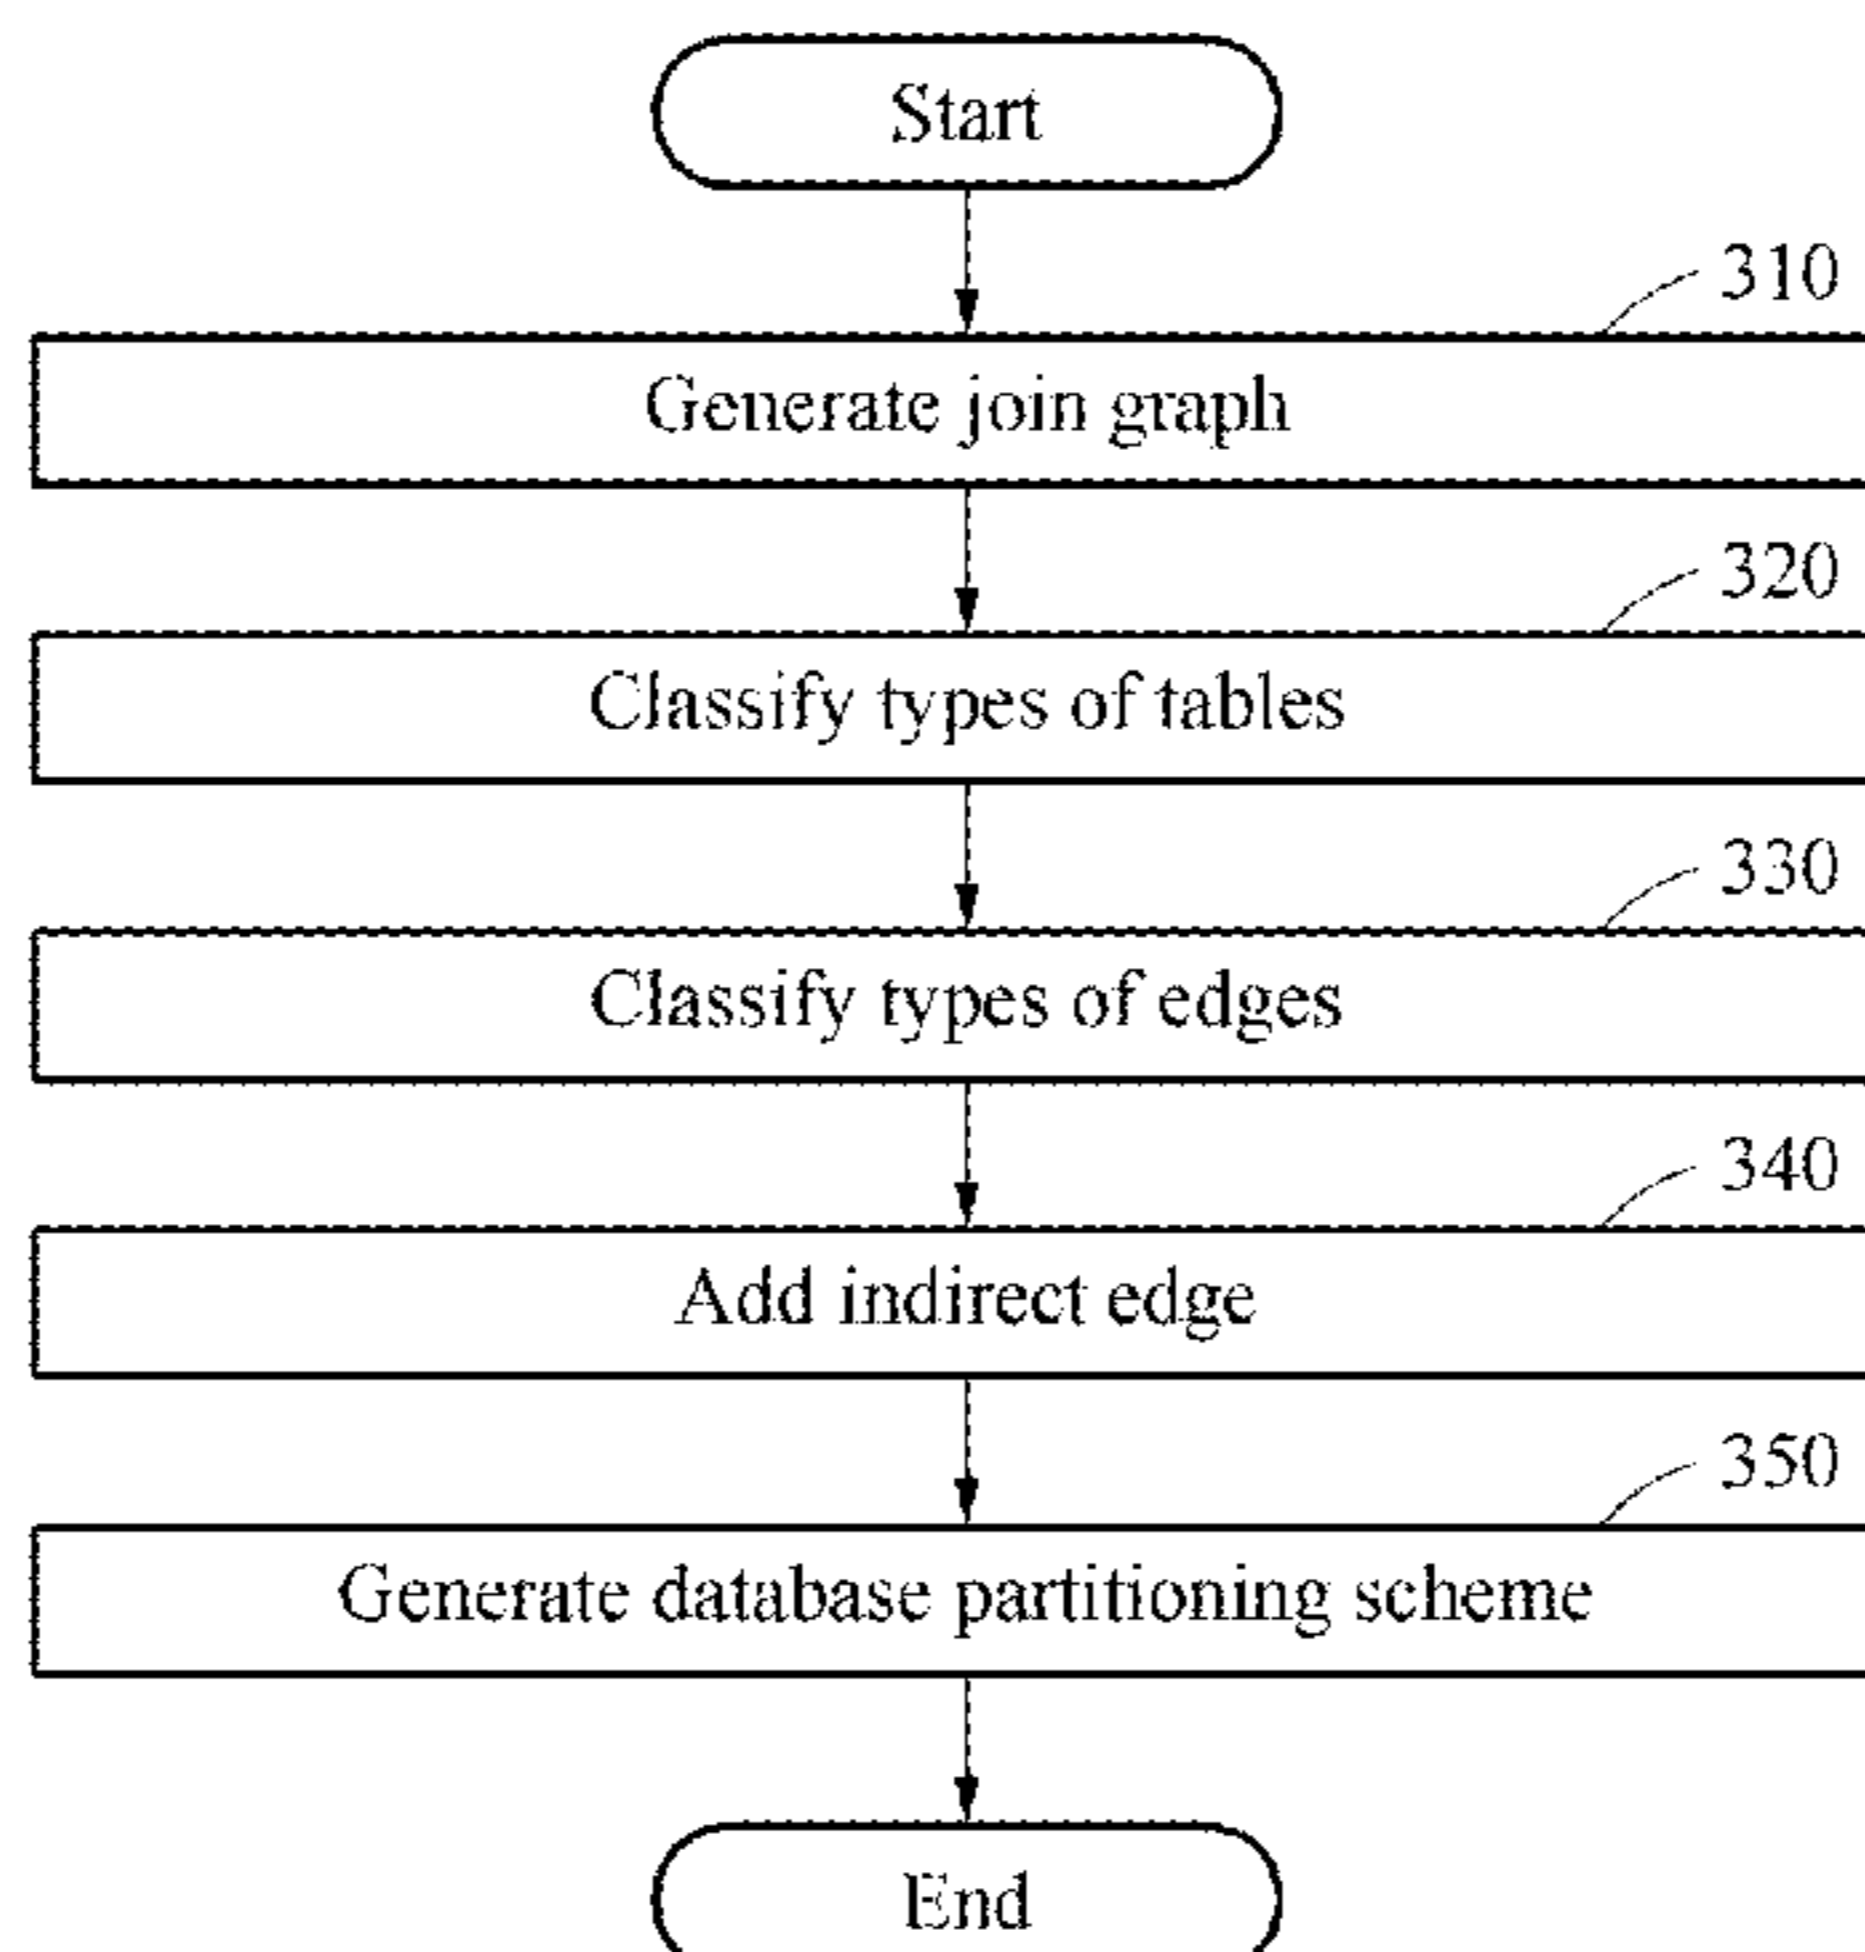 Start
310
Generate join graph
320
Classify types of tables
330
Classify types of edges
340
Add indirect edge
350
Generate database partitioning scheme
End